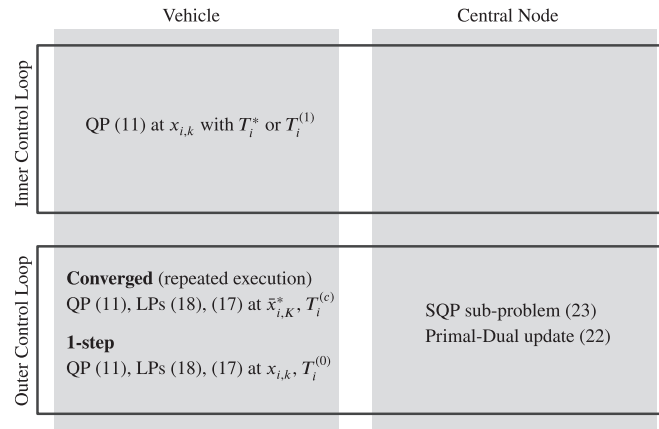 Vehicle
Central Node
Inner Control Loop
QP (11) at $x_{i,k}$ with $T_i^*$ or $T_i^{(1)}$
Outer Control Loop
Converged (repeated execution)
QP (11), LPs (18), (17) at $\bar{x}_{i,K}^*$, $T_i^{(c)}$
1-step
QP (11), LPs (18), (17) at $x_{i,k}$, $T_i^{(0)}$
SQP sub-problem (23)
Primal-Dual update (22)